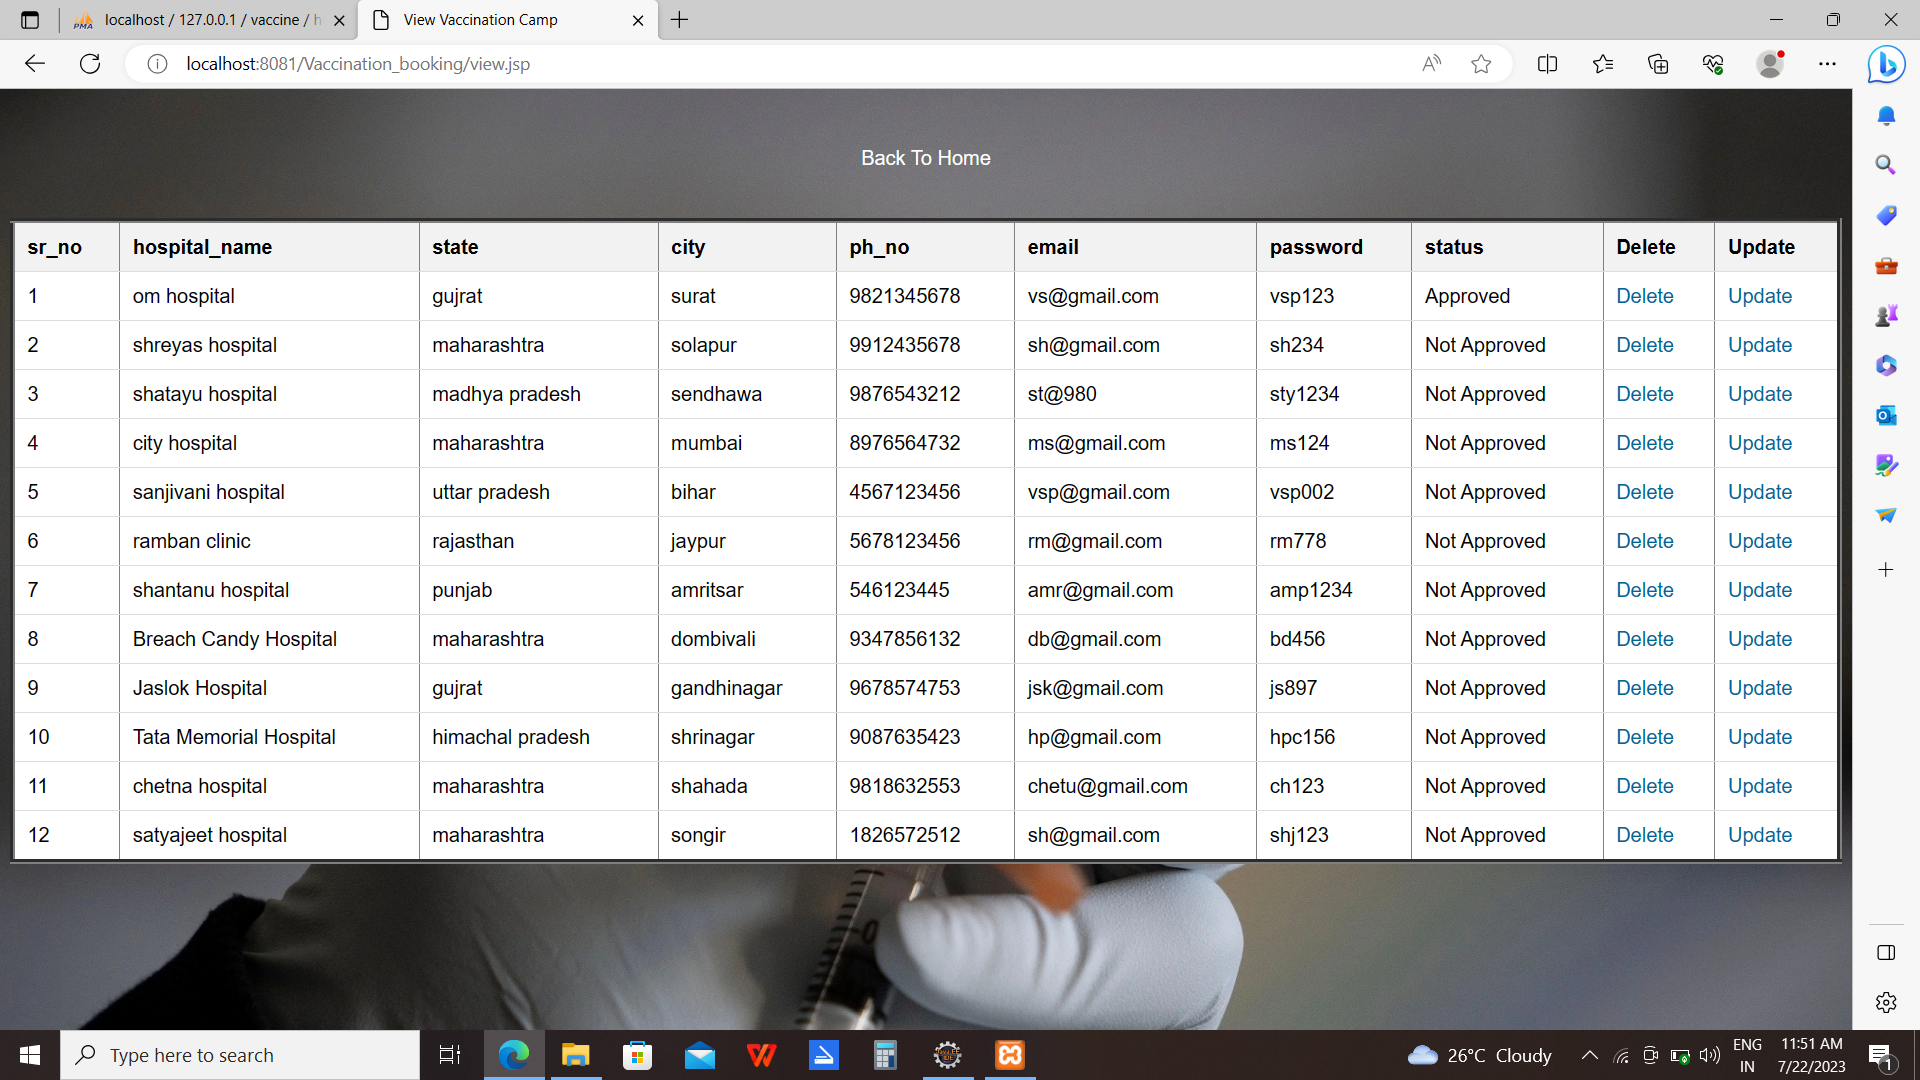 localhost / 127.0.0.1 / vaccine / h
View Vaccination Camp
localhost:8081/Vaccination_booking/view.jsp
Back To Home
sr_no hospital_name state city ph_no email password status Delete Update
1 om hospital gujrat surat 9821345678 vs@gmail.com vsp123 Approved Delete Update
2 shreyas hospital maharashtra solapur 9912435678 sh@gmail.com sh234 Not Approved Delete Update
3 shatayu hospital madhya pradesh sendhawa 9876543212 st@980 sty1234 Not Approved Delete Update
4 city hospital maharashtra mumbai 8976564732 ms@gmail.com ms124 Not Approved Delete Update
5 sanjivani hospital uttar pradesh bihar 4567123456 vsp@gmail.com vsp002 Not Approved Delete Update
6 ramban clinic rajasthan jaypur 5678123456 rm@gmail.com rm778 Not Approved Delete Update
7 shantanu hospital punjab amritsar 546123445 amr@gmail.com amp1234 Not Approved Delete Update
8 Breach Candy Hospital maharashtra dombivali 9347856132 db@gmail.com bd456 Not Approved Delete Update
9 Jaslok Hospital gujrat gandhinagar 9678574753 jsk@gmail.com js897 Not Approved Delete Update
10 Tata Memorial Hospital himachal pradesh shrinagar 9087635423 hp@gmail.com hpc156 Not Approved Delete Update
11 chetna hospital maharashtra shahada 9818632553 chetu@gmail.com ch123 Not Approved Delete Update
12 satyajeet hospital maharashtra songir 1826572512 sh@gmail.com shj123 Not Approved Delete Update
Type here to search
26°C Cloudy
ENG
IN
11:51 AM
7/22/2023
1